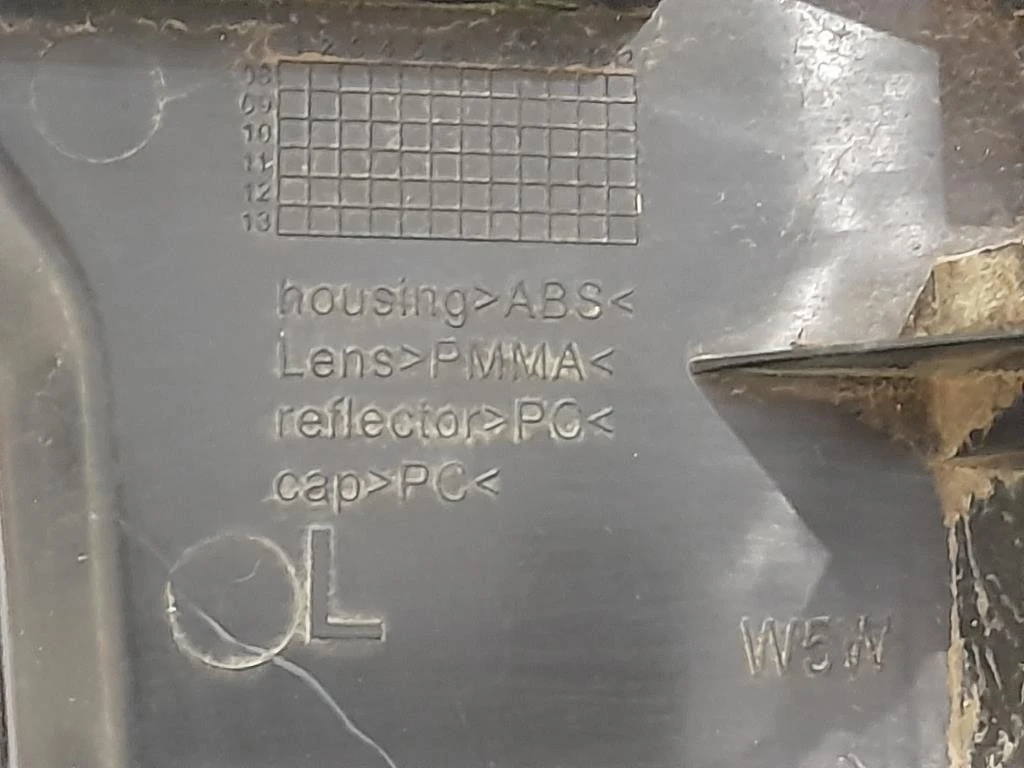 08
09
10
11
12
13
housing>ABS<
Lens>PMMA<
reflector>PC<
cap>PC<
L
W5W